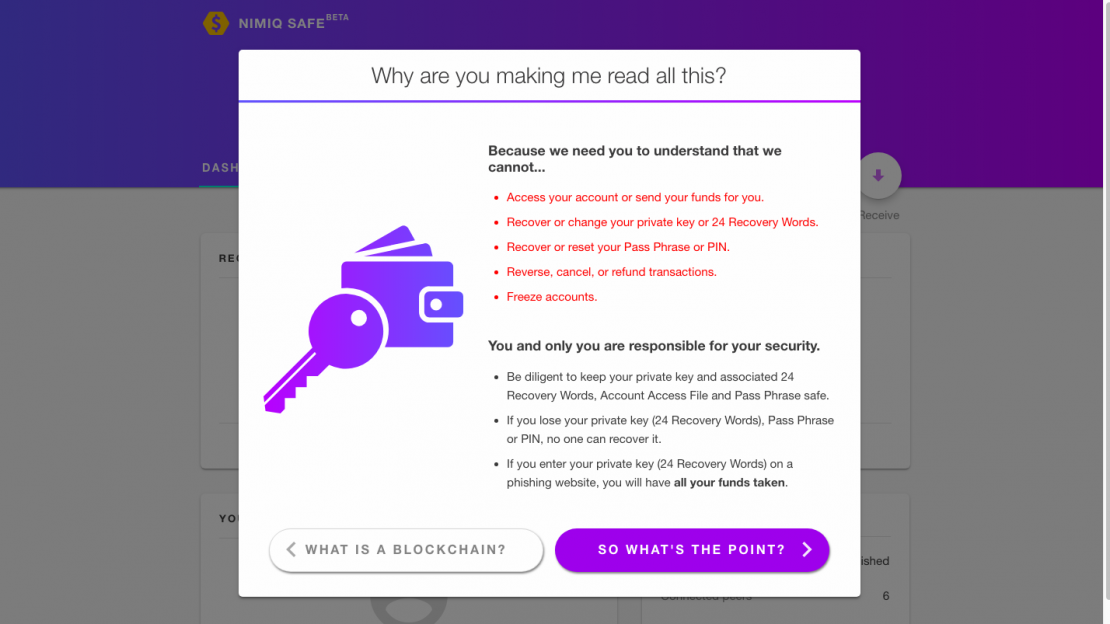 NIMIQ SAFE BETA
Why are you making me read all this?
DASH
Because we need you to understand that we
cannot...
Access your account or send your funds for you.
Recover or change your private key or 24 Recovery Words.
Receive
Recover or reset your Pass Phrase or PIN.
REC
Reverse, cancel, or refund transactions.
Freeze accounts.
You and only you are responsible for your security.
Be diligent to keep your private key and associated 24
Recovery Words, Account Access File and Pass Phrase safe.
If you lose your private key (24 Recovery Words), Pass Phrase
or PIN, no one can recover it.
If you enter your private key (24 Recovery Words) on a
phishing website, you will have all your funds taken.
YOU
WHAT IS A BLOCKCHAIN?
SO WHAT'S THE POINT?
ished
Connected peers
6